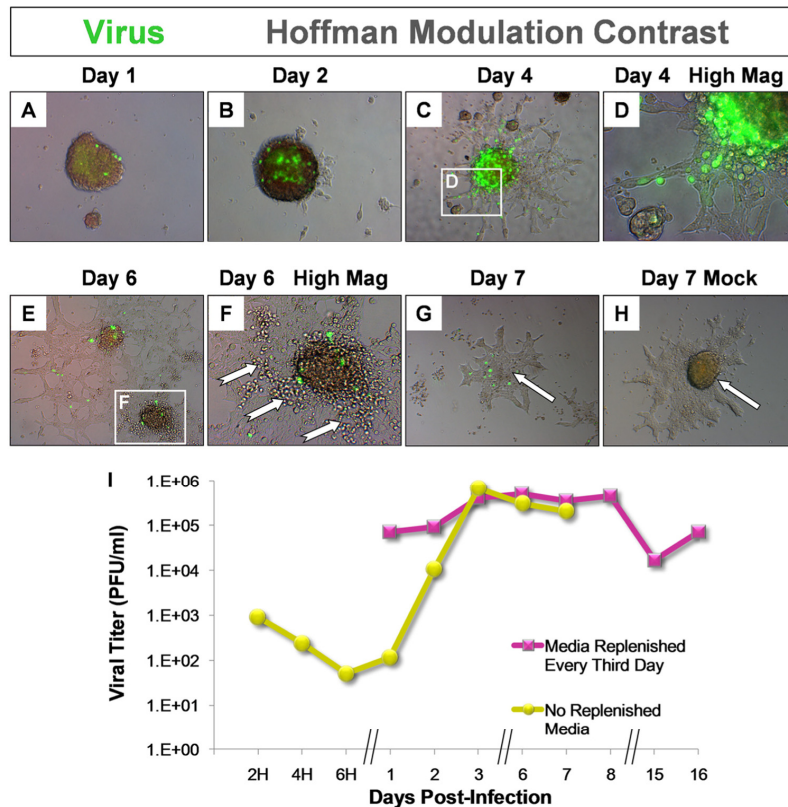 Virus Hoffman Modulation Contrast
Day 1 Day 2 Day 4 Day 4 High Mag
A B C D
D
Day 6 Day 6 High Mag Day 7 Day 7 Mock
E F G H
F
I
Viral Titer (PFU/ml)
1.E+06
1.E+05
1.E+04
1.E+03
1.E+02
1.E+01
1.E+00
Media Replenished
Every Third Day
No Replenished
Media
2H 4H 6H 1 2 3 6 7 8 15 16
Days Post-Infection